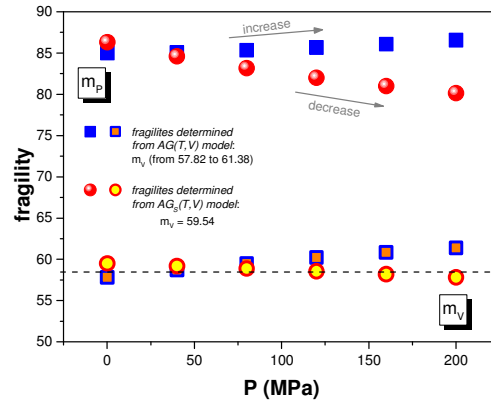 increase
decrease
m_P
fragilites determined
from AG(T,V) model:
m_V (from 57.82 to 61.38)
fragilites determined
from AG_S(T,V) model:
m_V = 59.54
m_V
fragility
90
85
80
75
70
65
60
55
50
0 50 100 150 200
P (MPa)